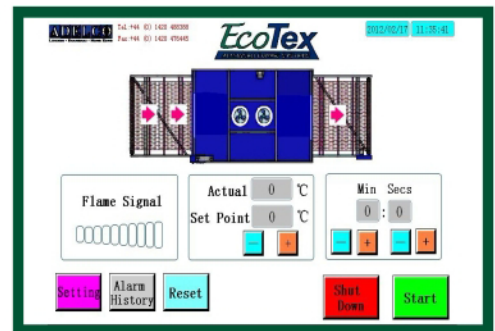 ADELCO
Tel:+44 (0) 1420 488388
Fax:+44 (0) 1420 476445
EcoTex
2012/02/17 11:35:41
Flame Signal
Actual 0 ℃
Set Point 0 ℃
- +
Min Secs
0 : 0
- + - +
Setting
Alarm
History
Reset
Shut
Down
Start